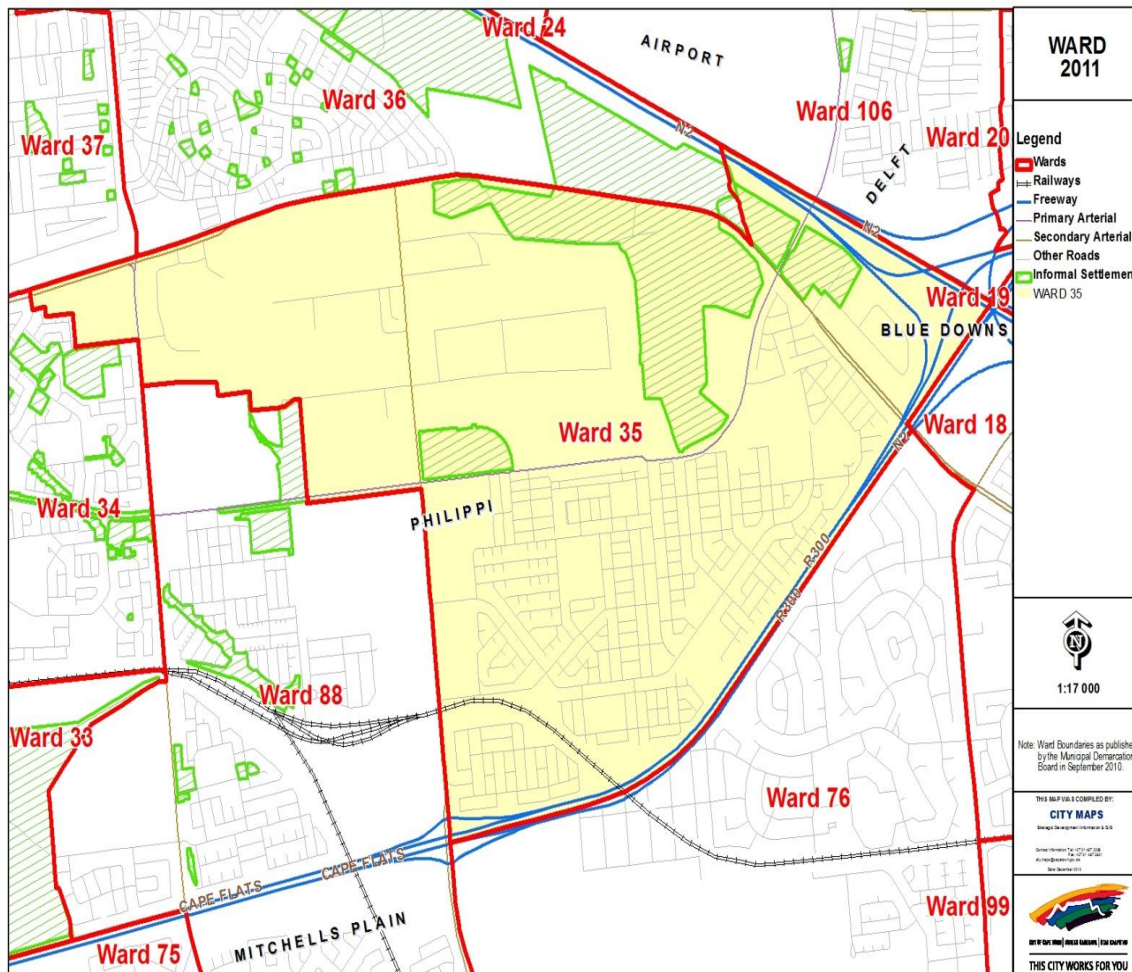 Ward 24
AIRPORT
Ward 36
Ward 106
Ward 37
N2
Ward 20
DELFT
N2
Ward 19
BLUE DOWNS
Ward 35
Ward 18
N2
Ward 34
PHILIPPI
R300
R300
Ward 88
Ward 33
Ward 76
CAPE FLATS
CAPE FLATS
Ward 99
MITCHELLS PLAIN
Ward 75
WARD
2011
Legend
Wards
Railways
Freeway
Primary Arterial
Secondary Arterial
Other Roads
Informal Settlemen
WARD 35
N
1:17 000
Note: Ward Boundaries as publishe
by the Municipal Demarcation
Board in September 2010.
THIS MAP WAS COMPILED BY:
CITY MAPS
THIS CITY WORKS FOR YOU